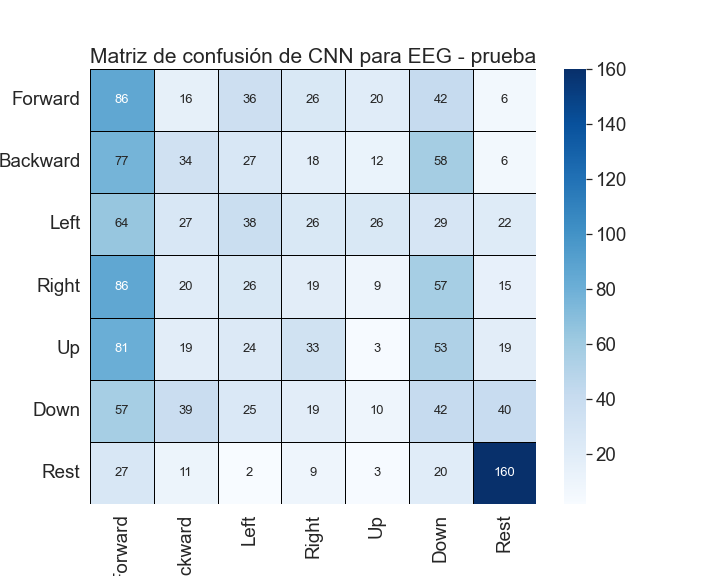 Matriz de confusión de CNN para EEG - prueba
Forward 86 16 36 26 20 42 6
Backward 77 34 27 18 12 58 6
Left 64 27 38 26 26 29 22
Right 86 20 26 19 9 57 15
Up 81 19 24 33 3 53 19
Down 57 39 25 19 10 42 40
Rest 27 11 2 9 3 20 160
Forward ckward Left Right Up Down Rest
160
140
120
100
80
60
40
20